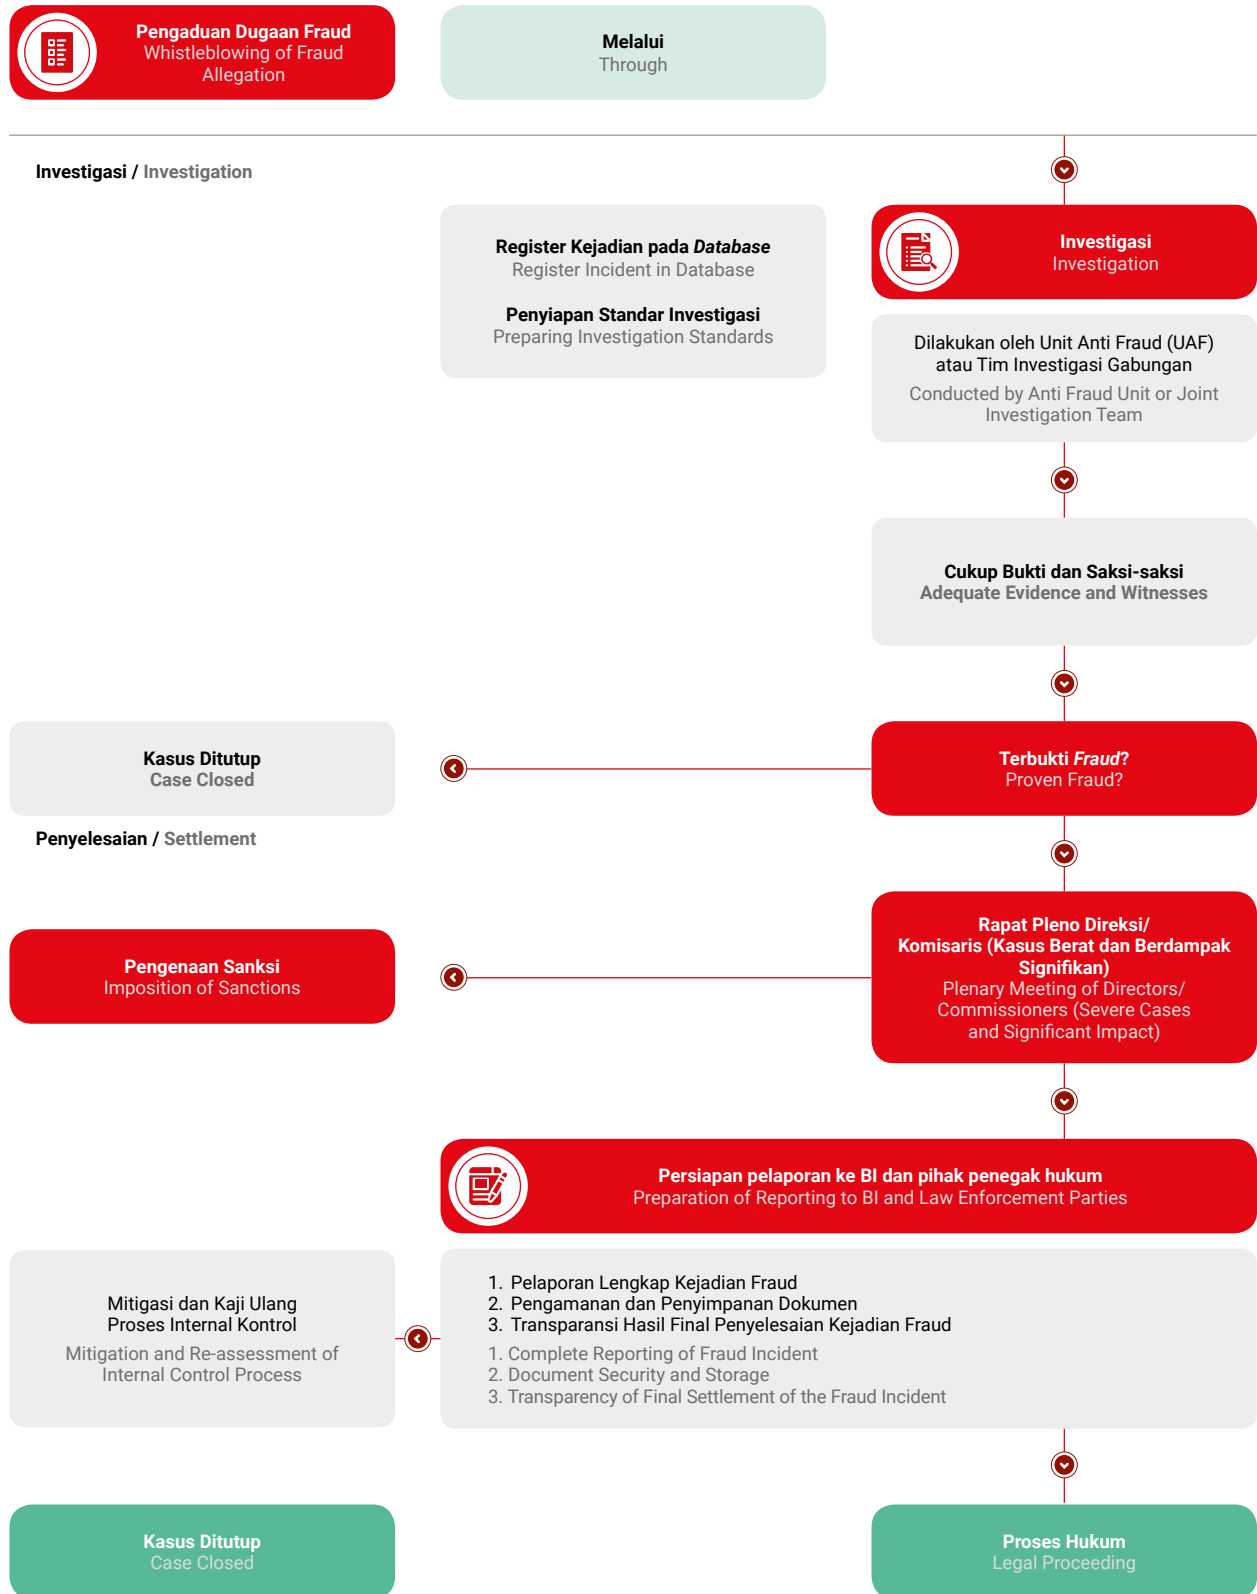 Pengaduan Dugaan Fraud
Whistleblowing of Fraud
Allegation
Melalui
Through
Investigasi / Investigation
Register Kejadian pada Database
Register Incident in Database
Penyiapan Standar Investigasi
Preparing Investigation Standards
Investigasi
Investigation
Dilakukan oleh Unit Anti Fraud (UAF)
atau Tim Investigasi Gabungan
Conducted by Anti Fraud Unit or Joint
Investigation Team
Cukup Bukti dan Saksi-saksi
Adequate Evidence and Witnesses
Kasus Ditutup
Case Closed
Terbukti Fraud?
Proven Fraud?
Penyelesaian / Settlement
Pengenaan Sanksi
Imposition of Sanctions
Rapat Pleno Direksi/
Komisaris (Kasus Berat dan Berdampak
Signifikan)
Plenary Meeting of Directors/
Commissioners (Severe Cases
and Significant Impact)
Persiapan pelaporan ke BI dan pihak penegak hukum
Preparation of Reporting to BI and Law Enforcement Parties
Mitigasi dan Kaji Ulang
Proses Internal Kontrol
Mitigation and Re-assessment of
Internal Control Process
1. Pelaporan Lengkap Kejadian Fraud
2. Pengamanan dan Penyimpanan Dokumen
3. Transparansi Hasil Final Penyelesaian Kejadian Fraud
1. Complete Reporting of Fraud Incident
2. Document Security and Storage
3. Transparency of Final Settlement of the Fraud Incident
Kasus Ditutup
Case Closed
Proses Hukum
Legal Proceeding